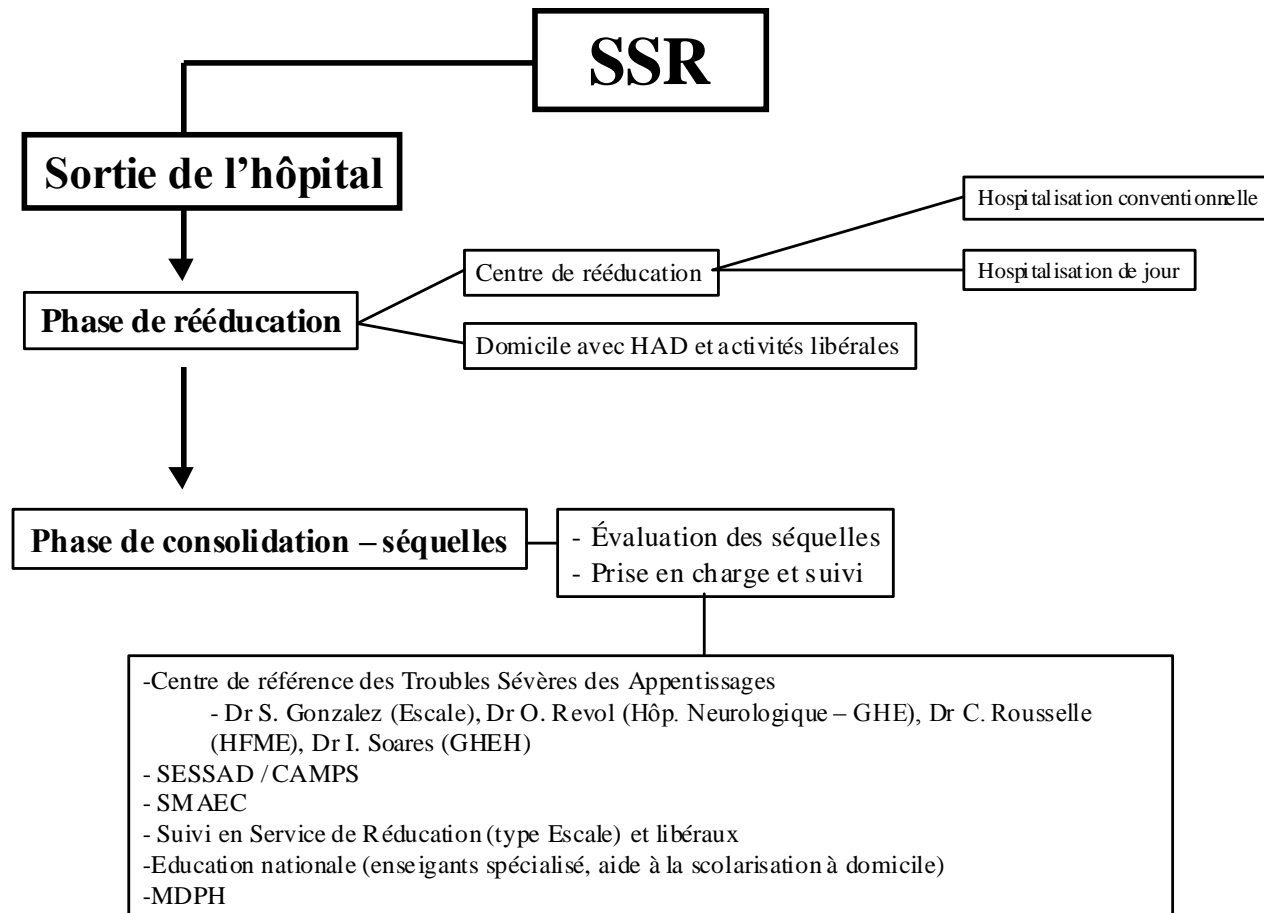 SSR
Sortie de l’hôpital
Hospitalisation conventionnelle
Centre de rééducation
Hospitalisation de jour
Phase de rééducation
Domicile avec HAD et activités libérales
Phase de consolidation – séquelles
- Évaluation des séquelles
- Prise en charge et suivi
-Centre de référence des Troubles Sévères des Appentissages
- Dr S. Gonzalez (Escale), Dr O. Revol (Hôp. Neurologique – GHE), Dr C. Rousselle
(HFME), Dr I. Soares (GHEH)
- SESSAD / CAMPS
- SMAEC
- Suivi en Service de Réducation (type Escale) et libéraux
-Education nationale (enseigants spécialisé, aide à la scolarisation à domicile)
-MDPH